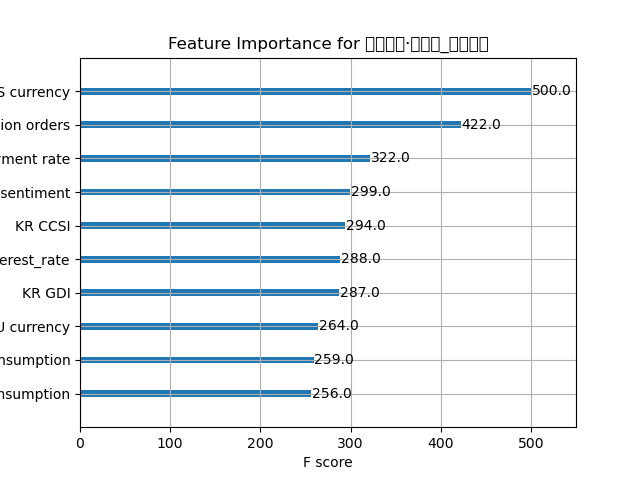 Feature Importance for ·_
S currency 500.0
ion orders 422.0
ment rate 322.0
sentiment 299.0
KR CCSI 294.0
erest_rate 288.0
KR GDI 287.0
U currency 264.0
nsumption 259.0
nsumption 256.0
0 100 200 300 400 500
F score